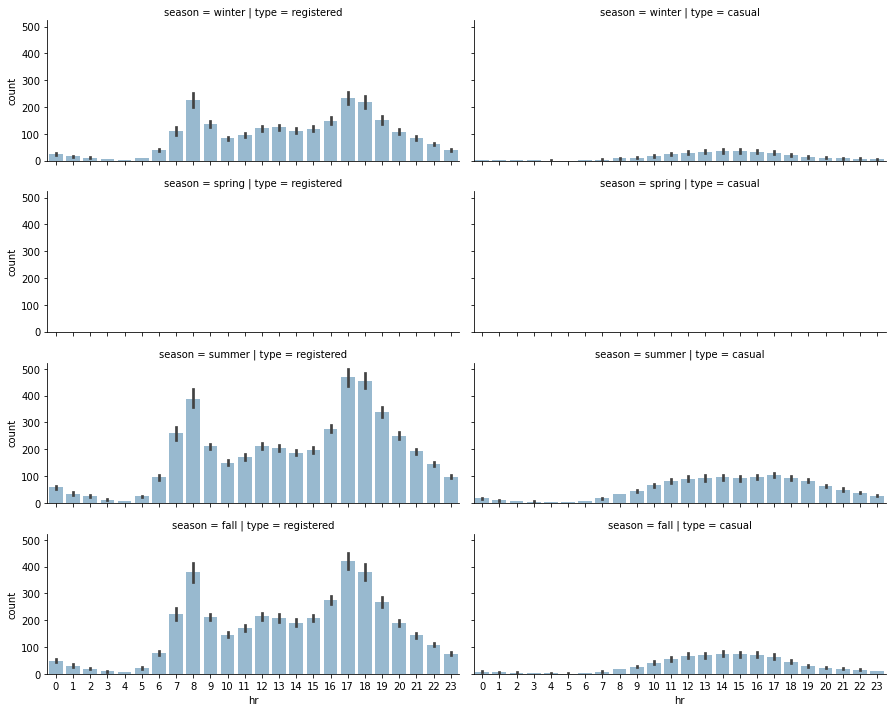 season = winter | type = registered
season = winter | type = casual
500
400
300
200
100
0
count
season = spring | type = registered
season = spring | type = casual
500
400
300
200
100
0
count
season = summer | type = registered
season = summer | type = casual
500
400
300
200
100
0
count
season = fall | type = registered
season = fall | type = casual
500
400
300
200
100
0
count
0 1 2 3 4 5 6 7 8 9 10 11 12 13 14 15 16 17 18 19 20 21 22 23
hr
0 1 2 3 4 5 6 7 8 9 10 11 12 13 14 15 16 17 18 19 20 21 22 23
hr